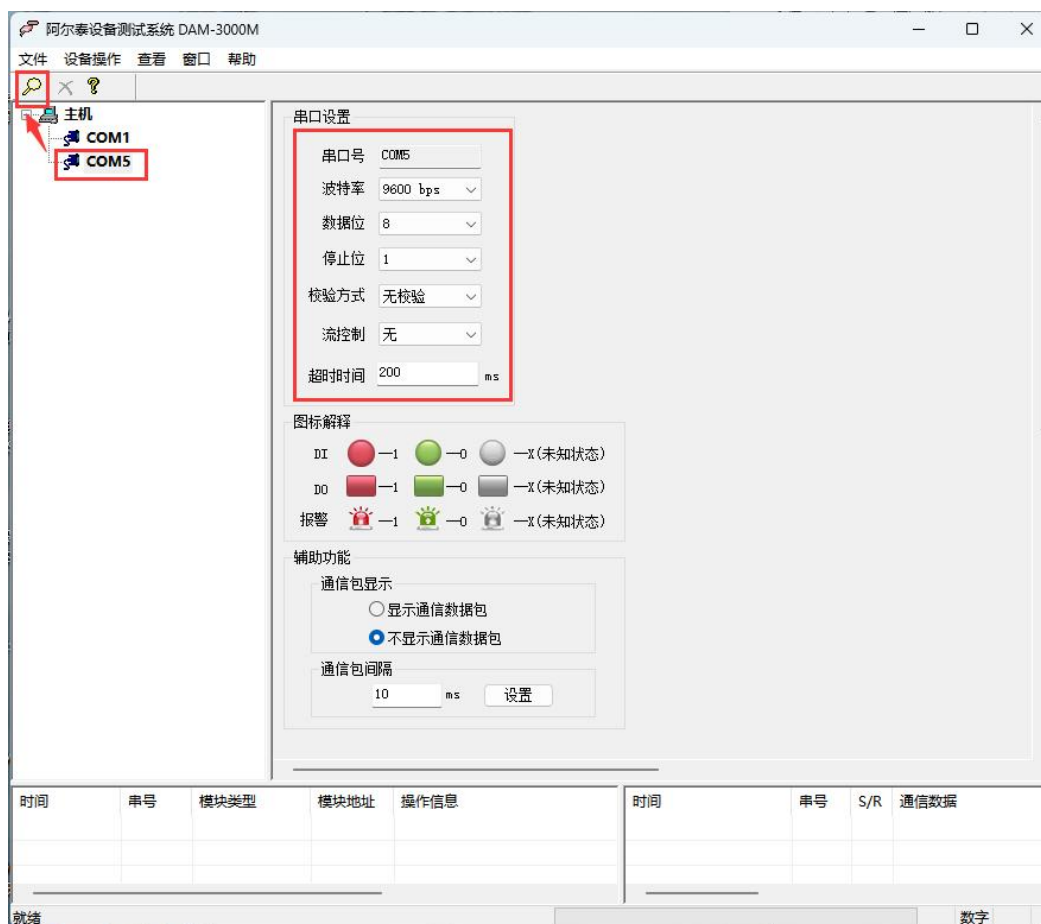 阿尔泰设备测试系统 DAM-3000M
文件 设备操作 查看 窗口 帮助
主机
COM1
COM5
串口设置
串口号 COM5
波特率 9600 bps
数据位 8
停止位 1
校验方式 无校验
流控制 无
超时时间 200 ms
图标解释
DI —1 —0 —X(未知状态)
DO —1 —0 —X(未知状态)
报警 —1 —0 —X(未知状态)
辅助功能
通信包显示
显示通信数据包
不显示通信数据包
通信包间隔
10 ms 设置
时间 串号 模块类型 模块地址 操作信息 时间 串号 S/R 通信数据
就绪 数字